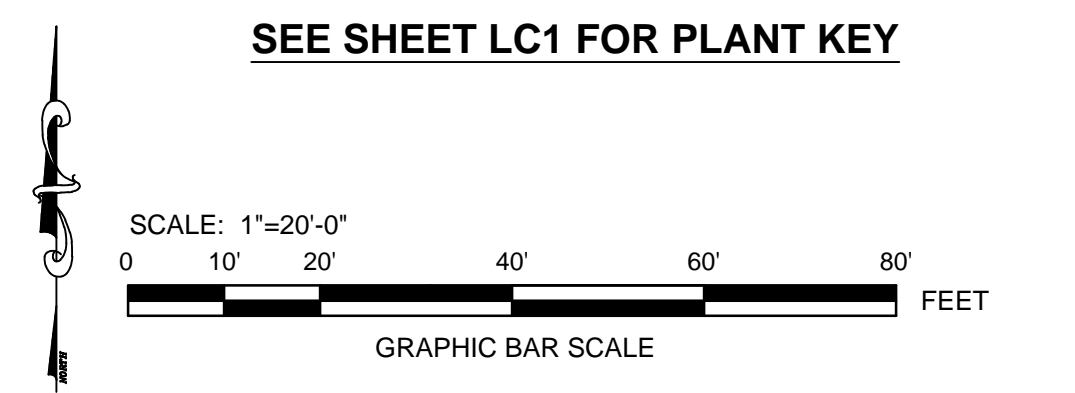 SEE SHEET LC1 FOR PLANT KEY
SCALE: 1"=20'-0"
0 10' 20' 40' 60' 80'
FEET
GRAPHIC BAR SCALE
NORTH